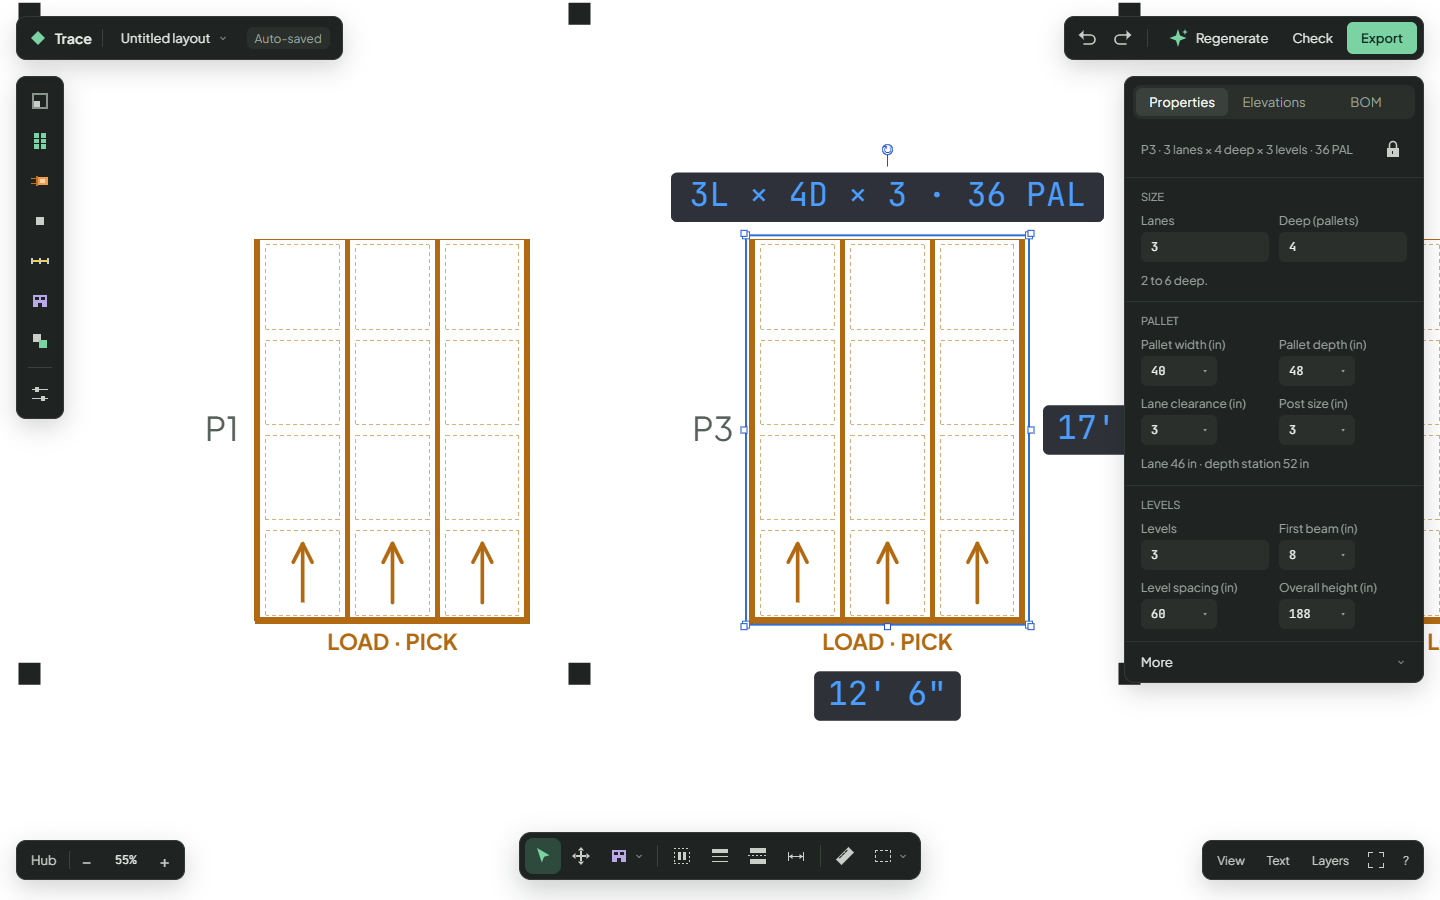 Trace
Untitled layout
Auto-saved
Regenerate
Check
Export
Properties
Elevations
BOM
P3 · 3 lanes × 4 deep × 3 levels · 36 PAL
SIZE
Lanes
Deep (pallets)
3
4
2 to 6 deep.
PALLET
Pallet width (in)
Pallet depth (in)
40
48
Lane clearance (in)
Post size (in)
3
3
Lane 46 in · depth station 52 in
LEVELS
Levels
First beam (in)
3
8
Level spacing (in)
Overall height (in)
60
188
More
3L × 4D × 3 · 36 PAL
P1
P3
17'
LOAD · PICK
LOAD · PICK
12' 6"
Hub
55%
View
Text
Layers
?